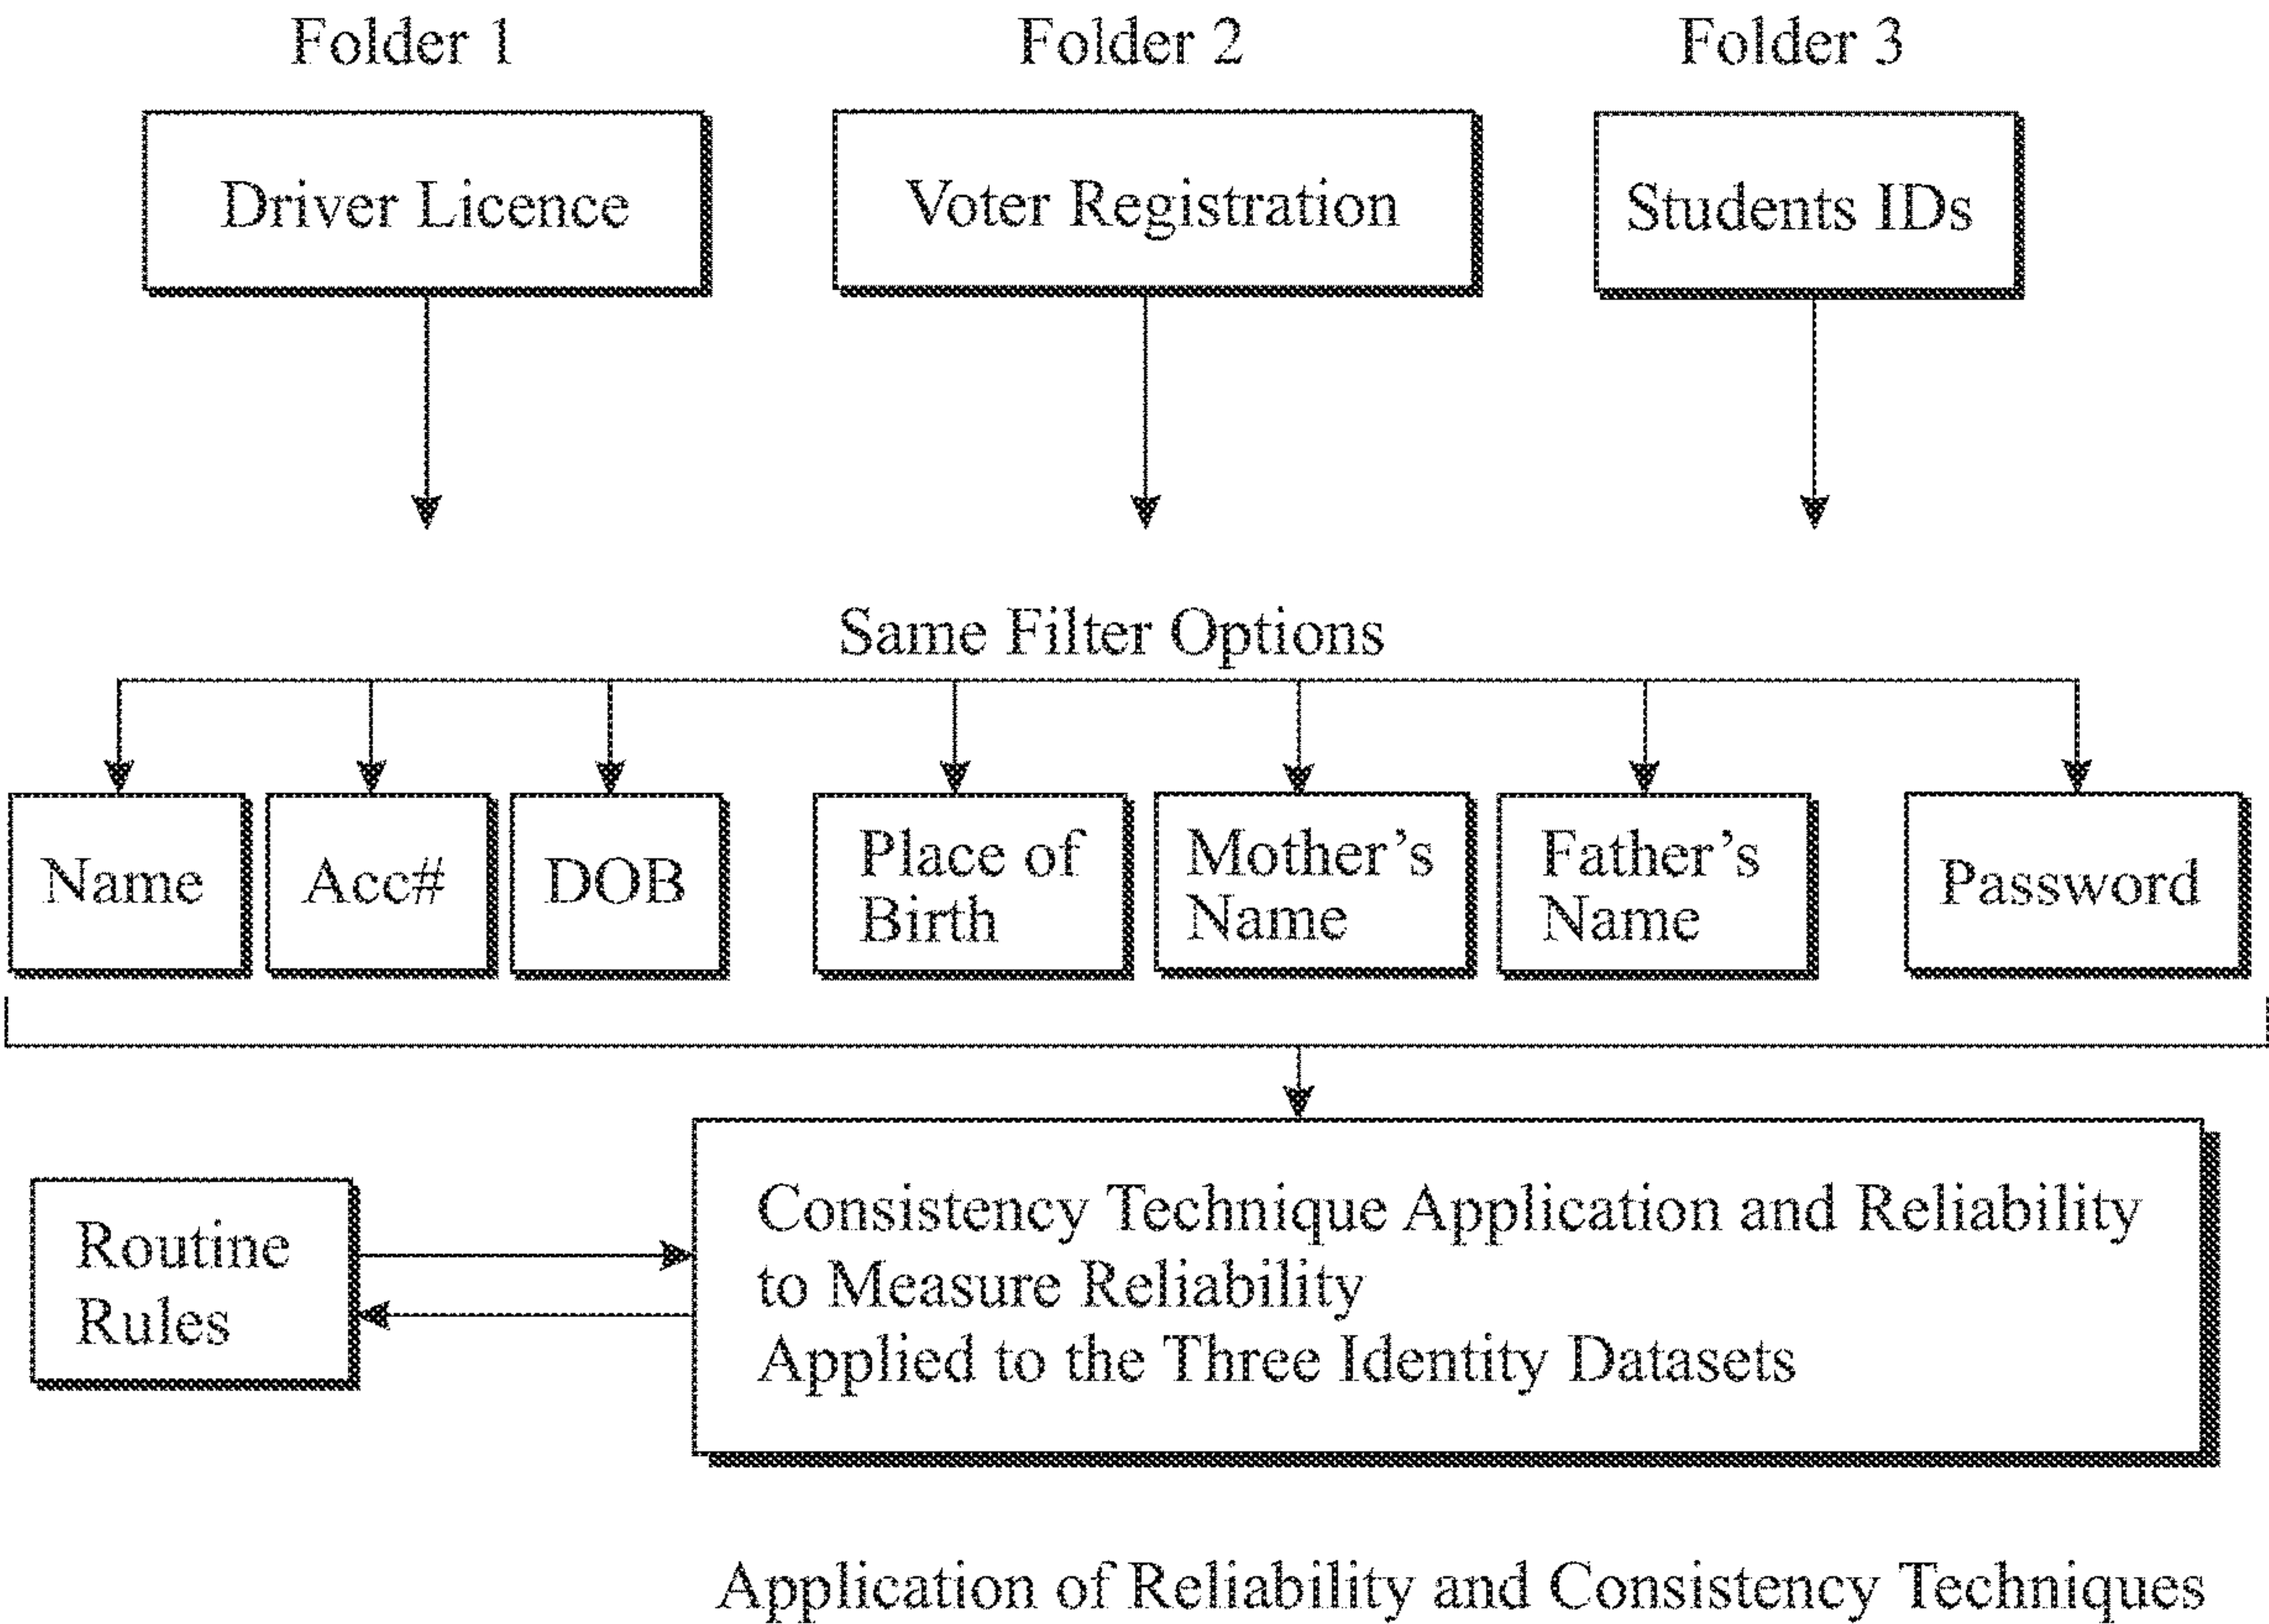 Folder 1
Folder 2
Folder 3
Driver Licence
Voter Registration
Students IDs
Same Filter Options
Name
Acc#
DOB
Place of
Birth
Mother’s
Name
Father’s
Name
Password
Routine
Rules
Consistency Technique Application and Reliability
to Measure Reliability
Applied to the Three Identity Datasets
Application of Reliability and Consistency Techniques